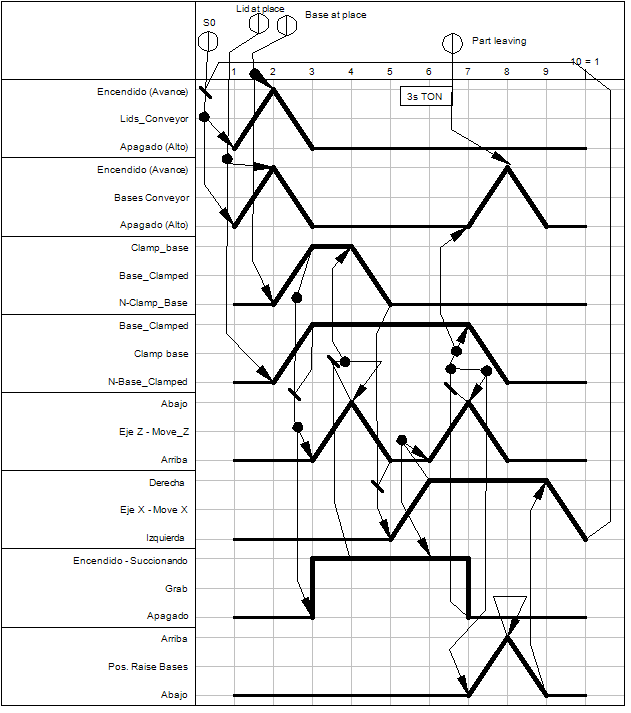 Lid at place
S0
Base at place
Part leaving
10 = 1
1 2 3 4 5 6 7 8 9
Encendido (Avance)
3s TON
Lids_Conveyor
Apagado (Alto)
Encendido (Avance)
Bases Conveyor
Apagado (Alto)
Clamp_base
Base_Clamped
N-Clamp_Base
Base_Clamped
Clamp base
N-Base_Clamped
Abajo
Eje Z - Move_Z
Arriba
Derecha
Eje X - Move X
Izquierda
Encendido - Succionando
Grab
Apagado
Arriba
Pos. Raise Bases
Abajo